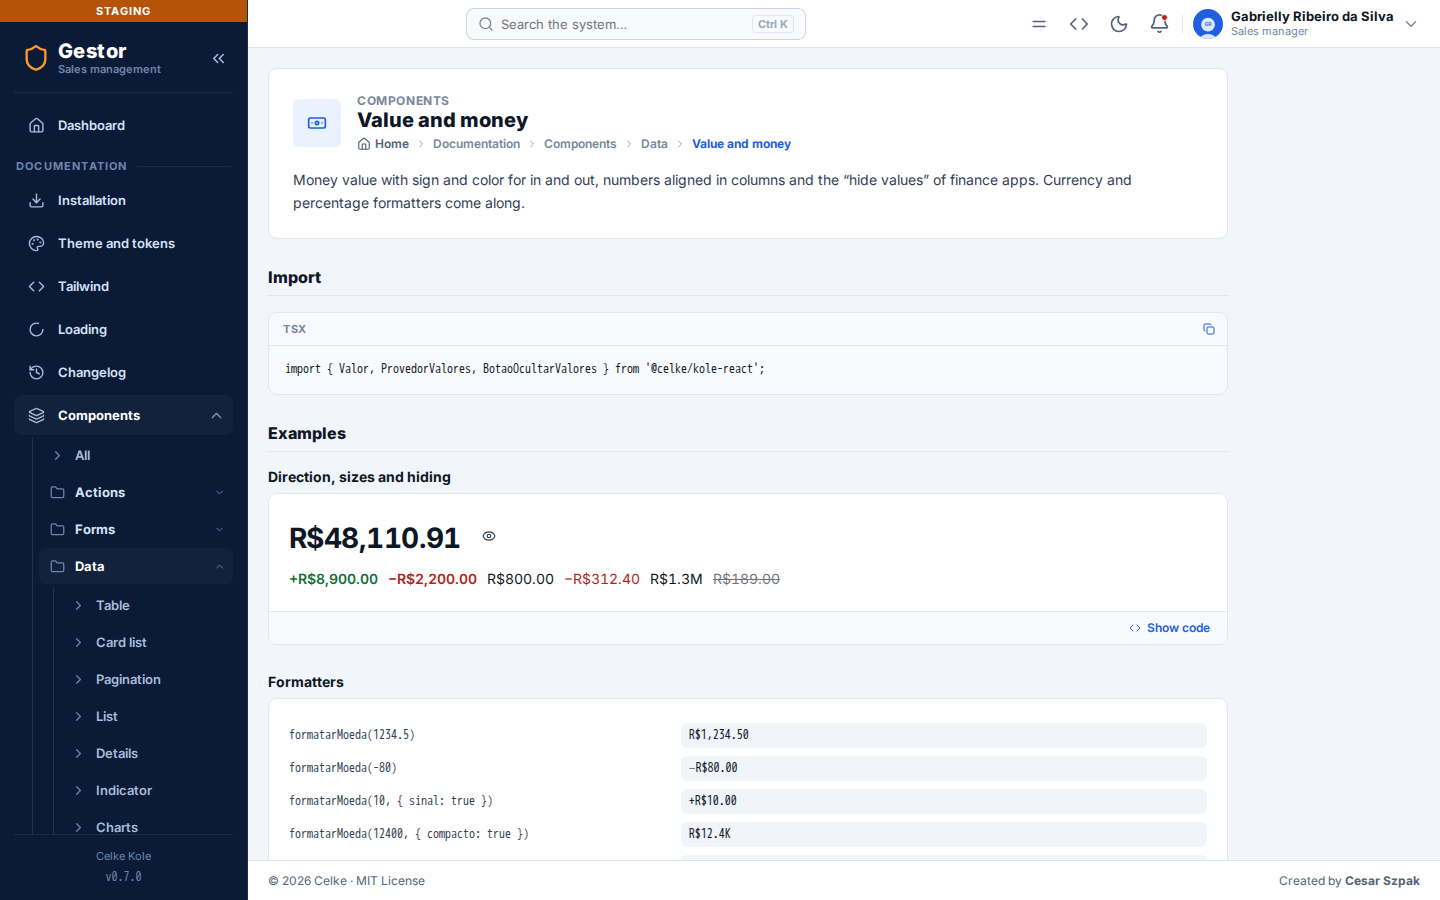 STAGING
Gestor
Sales management
Search the system...
Ctrl K
GR
Gabrielly Ribeiro da Silva
Sales manager
Dashboard
DOCUMENTATION
Installation
Theme and tokens
Tailwind
Loading
Changelog
Components
All
Actions
Forms
Data
Table
Card list
Pagination
List
Details
Indicator
Charts
Celke Kole
v0.7.0
COMPONENTS
Value and money
Home
Documentation
Components
Data
Value and money
Money value with sign and color for in and out, numbers aligned in columns and the “hide values” of finance apps. Currency and
percentage formatters come along.
Import
TSX
import { Valor, ProvedorValores, BotaoOcultarValores } from '@celke/kole-react';
Examples
Direction, sizes and hiding
R$48,110.91
+R$8,900.00 −R$2,200.00 R$800.00 −R$312.40 R$1.3M R$189.00
Show code
Formatters
formatarMoeda(1234.5) R$1,234.50
formatarMoeda(-80) −R$80.00
formatarMoeda(10, { sinal: true }) +R$10.00
formatarMoeda(12400, { compacto: true }) R$12.4K
© 2026 Celke · MIT License
Created by Cesar Szpak